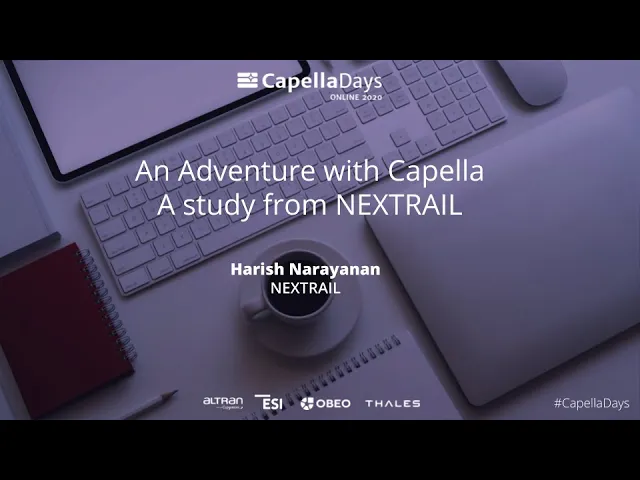 CapellaDays
ONLINE 2020
An Adventure with Capella
A study from NEXTRAIL
Harish Narayanan
NEXTRAIL
ALTRAN
ESI
OBEO
THALES
#CapellaDays